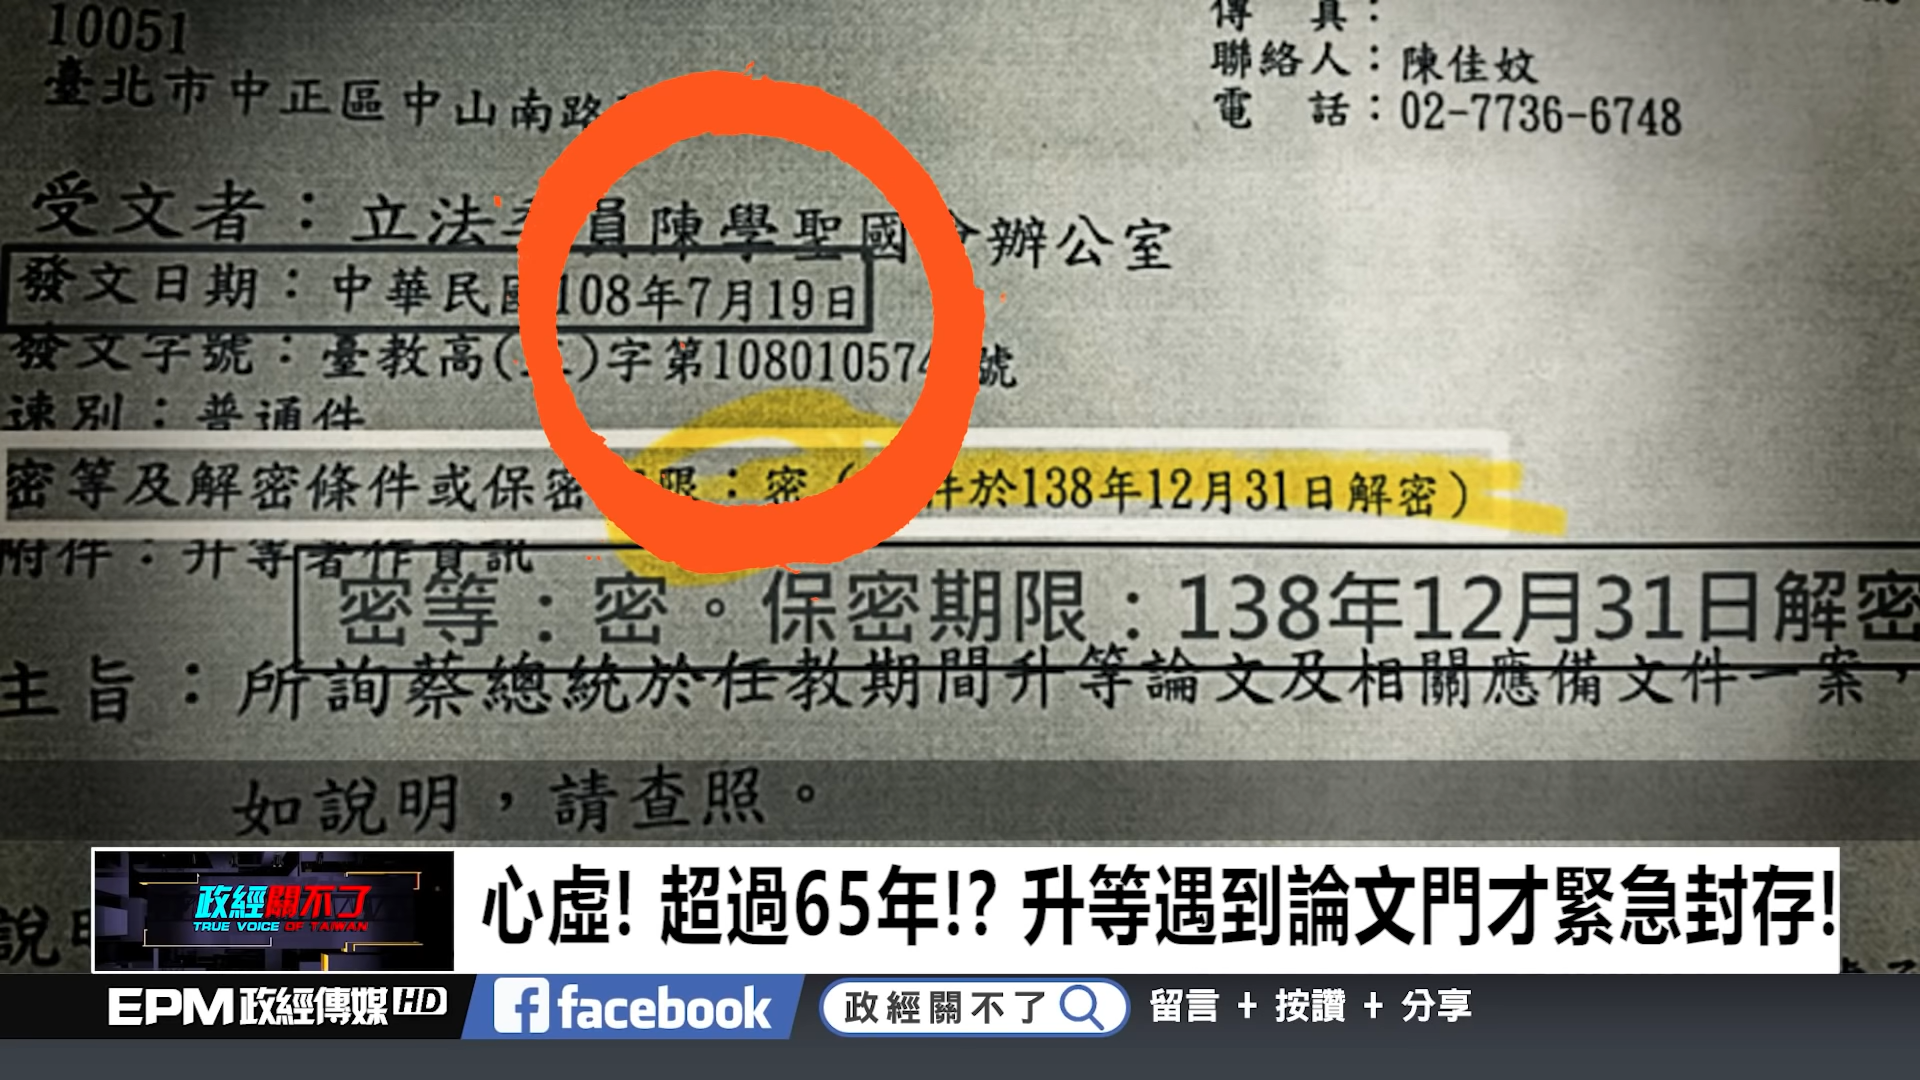 10051
臺北市中正區中山南路
傳 真：
聯絡人：陳佳妏
電 話：02-7736-6748
受文者：立法委員陳學聖國會辦公室
發文日期：中華民國108年7月19日
發文字號：臺教高( )字第108010574 號
速別：普通件
密等及解密條件或保密期限：密（ 件於138年12月31日解密）
附件：升等著作資訊
密等：密。保密期限：138年12月31日解密
主旨：所詢蔡總統於任教期間升等論文及相關應備文件一案，
如說明，請查照。
說明
政經關不了
TRUE VOICE OF TAIWAN
心虛! 超過65年!? 升等遇到論文門才緊急封存!
EPM政經傳媒HD
facebook
政經關不了
留言 + 按讚 + 分享